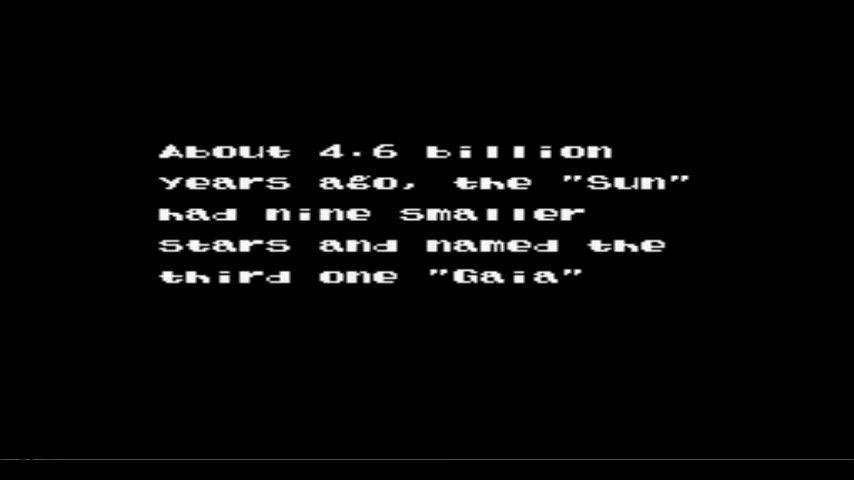 About 4.6 billion
years ago, the "Sun"
had nine smaller
stars and named the
third one "Gaia"